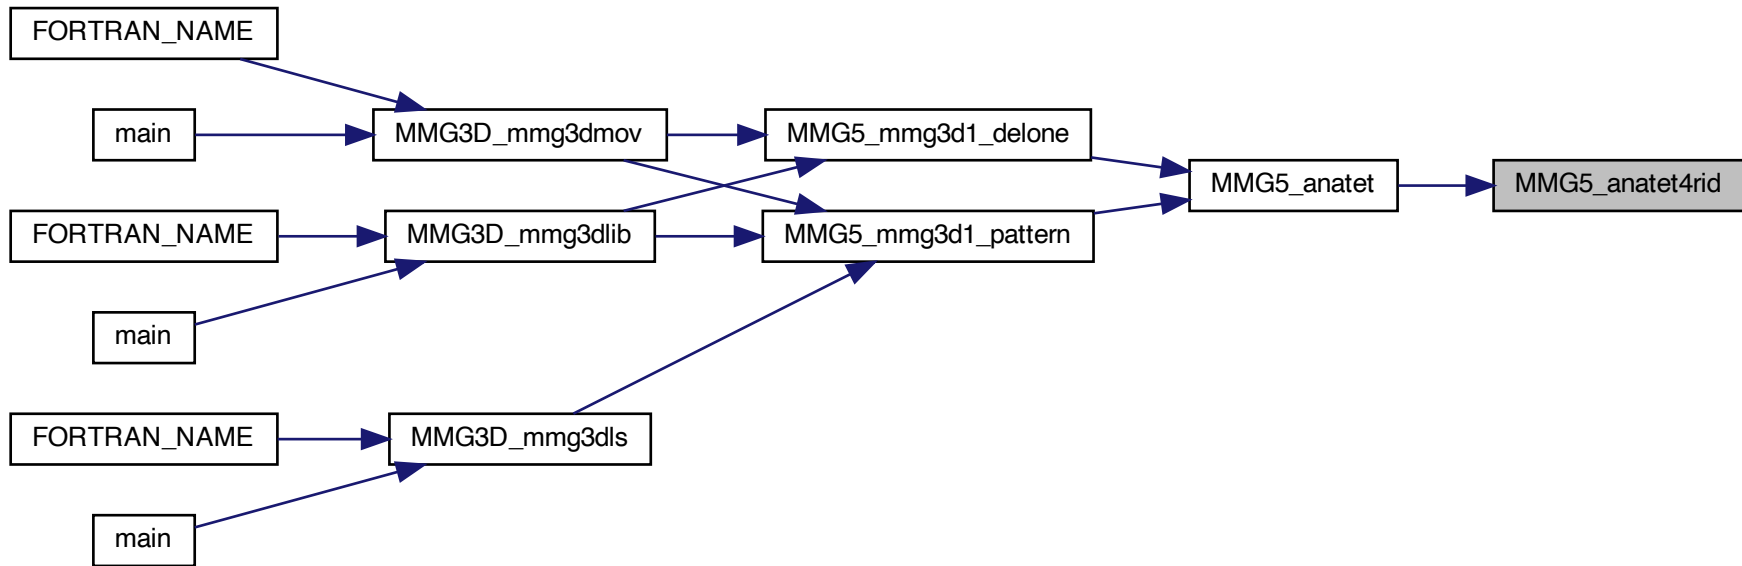 FORTRAN_NAME
main
MMG3D_mmg3dmov
MMG5_mmg3d1_delone
MMG5_anatet
MMG5_anatet4rid
FORTRAN_NAME
MMG3D_mmg3dlib
MMG5_mmg3d1_pattern
main
FORTRAN_NAME
MMG3D_mmg3dls
main